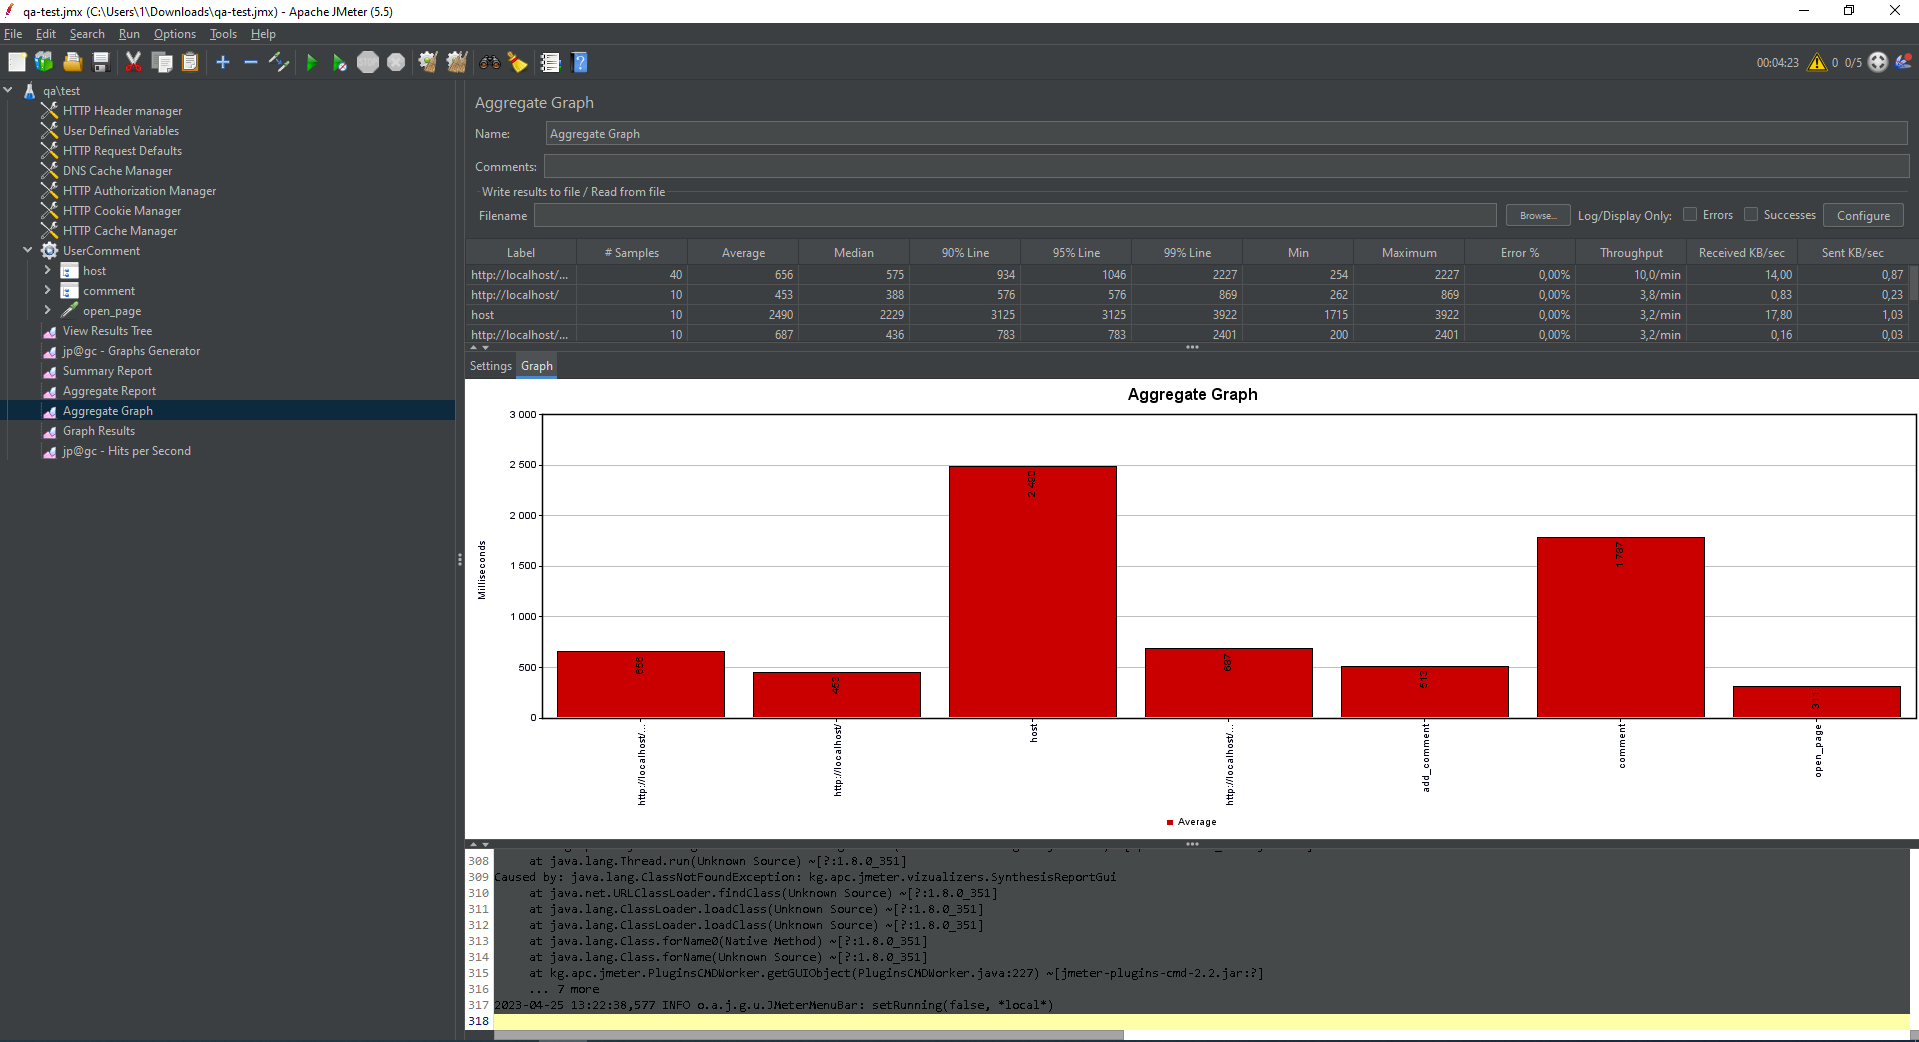 qa-test.jmx (C:\Users\1\Downloads\qa-test.jmx) - Apache JMeter (5.5)
File Edit Search Run Options Tools Help
00:04:23 0 0/5
qa\test
HTTP Header manager
User Defined Variables
HTTP Request Defaults
DNS Cache Manager
HTTP Authorization Manager
HTTP Cookie Manager
HTTP Cache Manager
UserComment
host
comment
open_page
View Results Tree
jp@gc - Graphs Generator
Summary Report
Aggregate Report
Aggregate Graph
Graph Results
jp@gc - Hits per Second
Aggregate Graph
Name: Aggregate Graph
Comments:
Write results to file / Read from file
Filename Browse... Log/Display Only: Errors Successes Configure
Label # Samples Average Median 90% Line 95% Line 99% Line Min Maximum Error % Throughput Received KB/sec Sent KB/sec
http://localhost/... 40 656 575 934 1046 2227 254 2227 0,00% 10,0/min 14,00 0,87
http://localhost/ 10 453 388 576 576 869 262 869 0,00% 3,8/min 0,83 0,23
host 10 2490 2229 3125 3125 3922 1715 3922 0,00% 3,2/min 17,80 1,03
http://localhost/... 10 687 436 783 783 2401 200 2401 0,00% 3,2/min 0,16 0,03
Settings Graph
Aggregate Graph
Milliseconds
3 000
2 500
2 000
1 500
1 000
500
0
656
453
2 490
687
513
1 787
311
http://localhost/...
http://localhost/
host
http://localhost/...
add_comment
comment
open_page
Average
308 at java.lang.Thread.run(Unknown Source) ~[?:1.8.0_351]
309 Caused by: java.lang.ClassNotFoundException: kg.apc.jmeter.vizualizers.SynthesisReportGui
310 at java.net.URLClassLoader.findClass(Unknown Source) ~[?:1.8.0_351]
311 at java.lang.ClassLoader.loadClass(Unknown Source) ~[?:1.8.0_351]
312 at java.lang.ClassLoader.loadClass(Unknown Source) ~[?:1.8.0_351]
313 at java.lang.Class.forName0(Native Method) ~[?:1.8.0_351]
314 at java.lang.Class.forName(Unknown Source) ~[?:1.8.0_351]
315 at kg.apc.jmeter.PluginsCMDWorker.getGUIObject(PluginsCMDWorker.java:227) ~[jmeter-plugins-cmd-2.2.jar:?]
316 ... 7 more
317 2023-04-25 13:22:38,577 INFO o.a.j.g.u.JMeterMenuBar: setRunning(false, *local*)
318